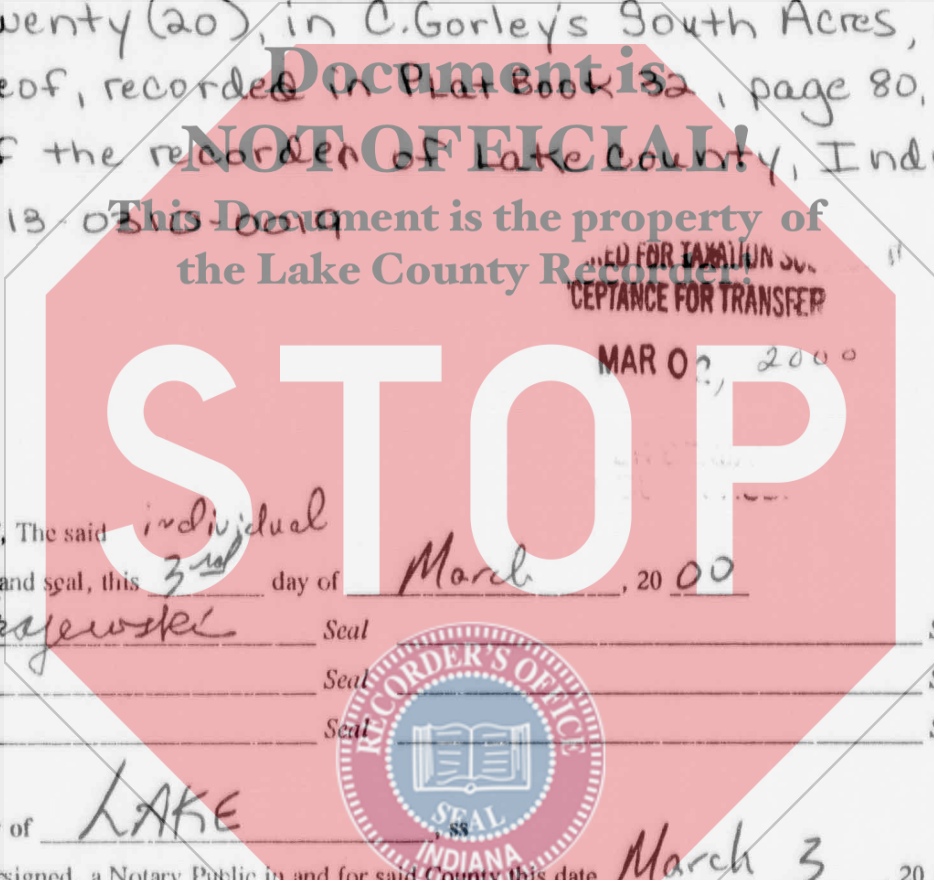 wenty (20), in C.Gorley's South Acres,
Document is
eof, recorded in Plat Book 32, page 80,
NOT OFFICIAL!
f the recorder of Lake County, Ind
This Document is the property of
13-0310-0019
the Lake County Recorder!
ED FOR TAXATION
CEPTANCE FOR TRANSFER
MAR 0 2000
STOP
The said individual
and seal, this 3rd day of March, 20 00
rajewski Seal
Seal
Seal
RECORDER'S OFFICE
SEAL
INDIANA
of LAKE, ss
signed, a Notary Public in and for said County this date March 3 20